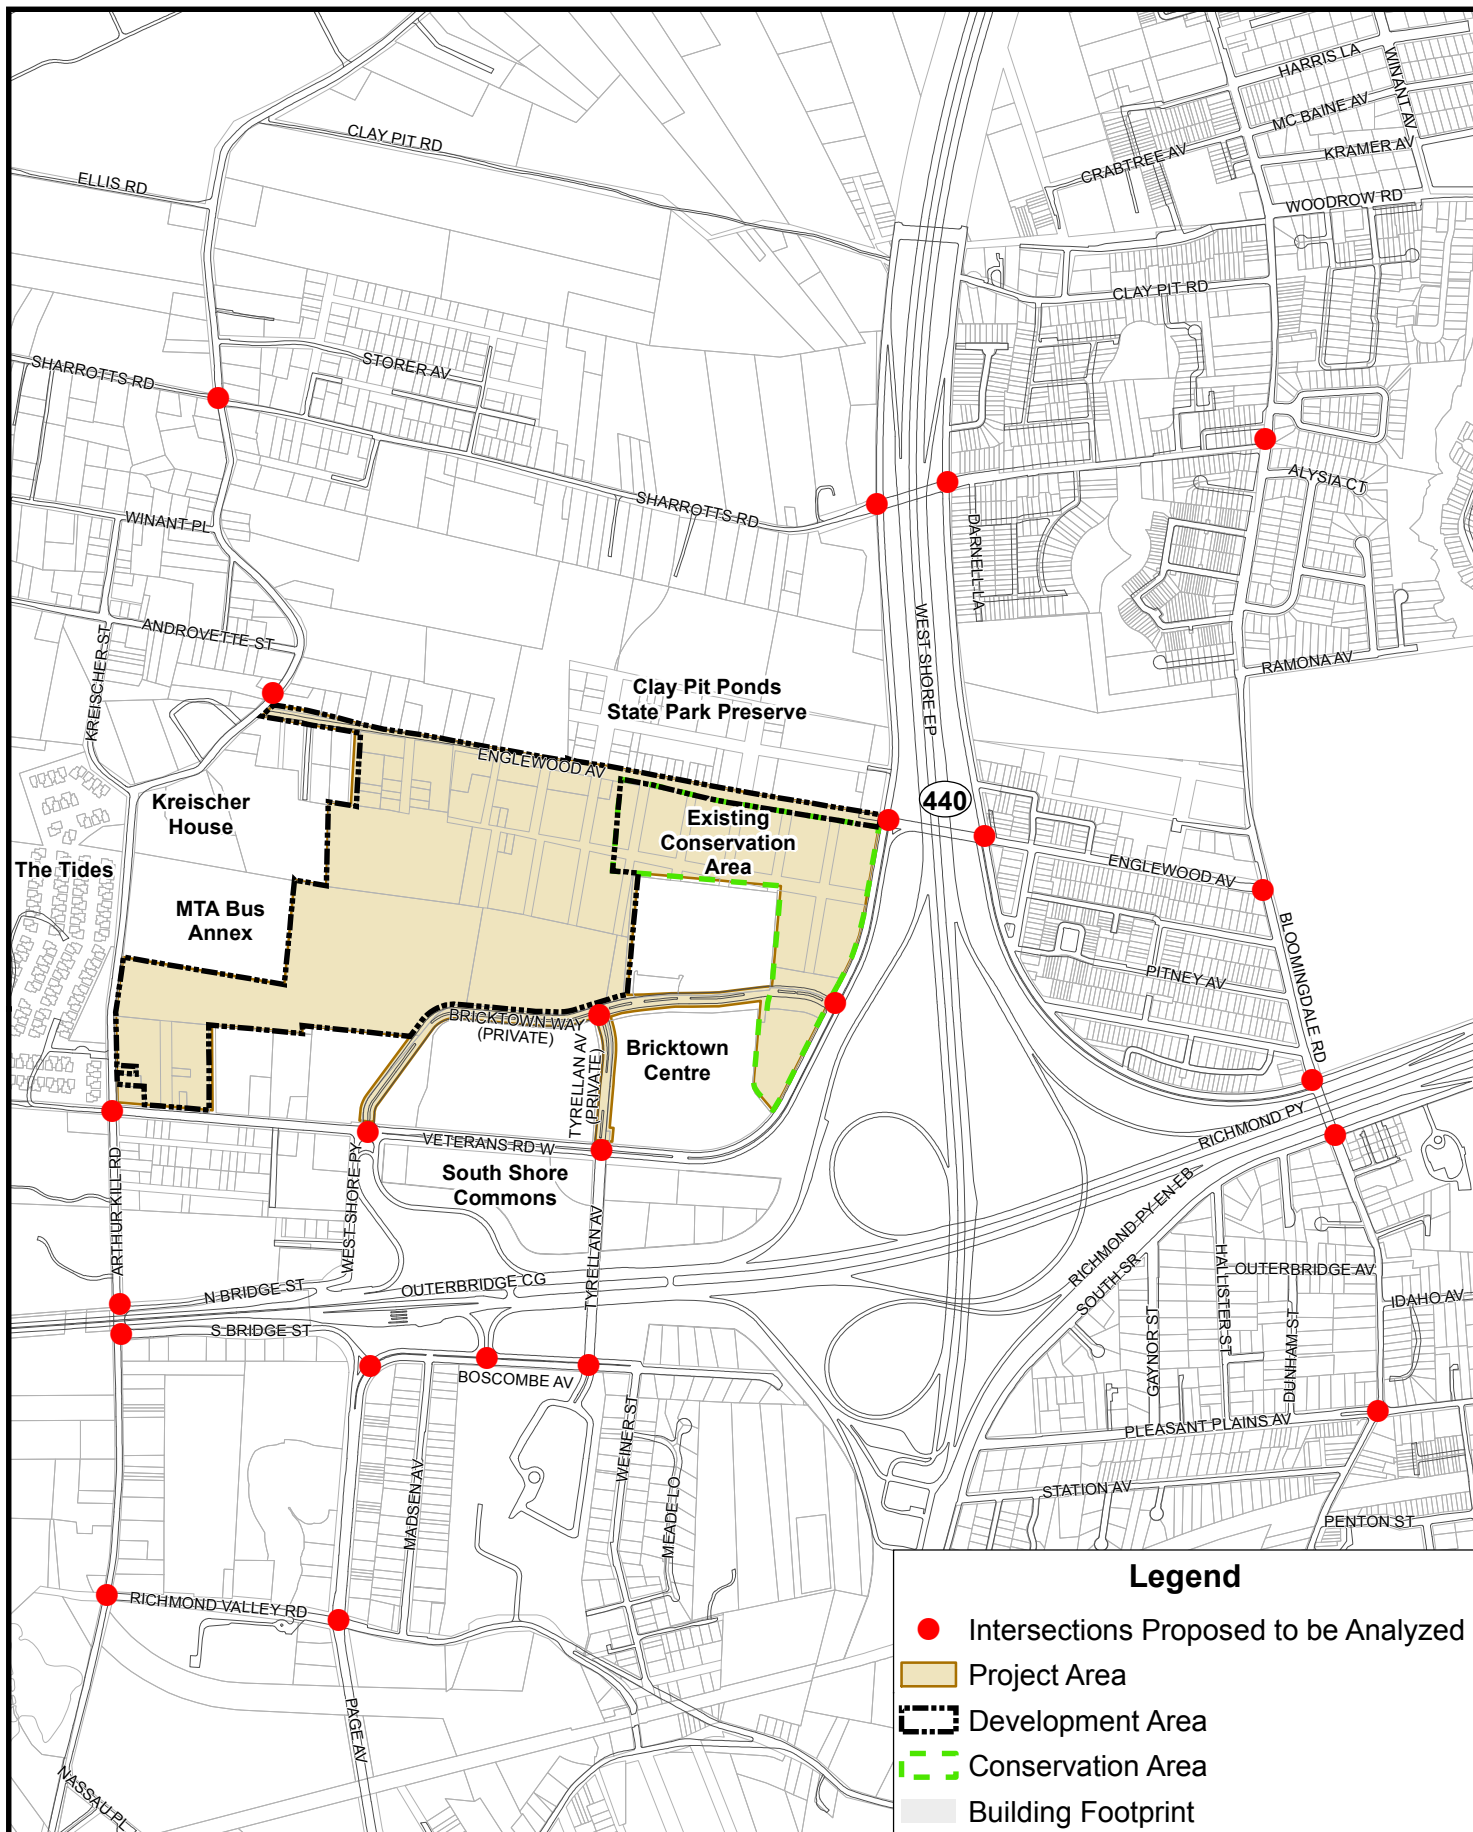 HARRIS LA
WINANT AV
MC BAINE AV
CLAY PIT RD
KRAMER AV
CRABTREE AV
ELLIS RD
WOODROW RD
CLAY PIT RD
STORER AV
SHARROTTS RD
ALYSIA CT
SHARROTTS RD
WINANT PL
DARNELL LA
ANDROVETTE ST
KREISCHER ST
WEST SHORE EP
RAMONA AV
Clay Pit Ponds
State Park Preserve
ENGLEWOOD AV
440
Kreischer
House
Existing
Conservation
Area
The Tides
ENGLEWOOD AV
MTA Bus
Annex
BLOOMINGDALE RD
PITNEY AV
BRICKTOWN WAY
(PRIVATE)
TYRELLAN AV
(PRIVATE)
Bricktown
Centre
RICHMOND PY
VETERANS RD W
South Shore
Commons
ARTHUR KILL RD
WEST SHORE PY
TYRELLAN AV
RICHMOND PY EN EB
SOUTH SR
N BRIDGE ST
OUTERBRIDGE CG
S BRIDGE ST
HALLISTER ST
OUTERBRIDGE AV
IDAHO AV
GAYNOR ST
DUNHAM ST
BOSCOMBE AV
PLEASANT PLAINS AV
WEINER ST
MADSEN AV
MEADE LO
STATION AV
PENTON ST
RICHMOND VALLEY RD
PAGE AV
NASSAU PL
Legend
Intersections Proposed to be Analyzed
Project Area
Development Area
Conservation Area
Building Footprint